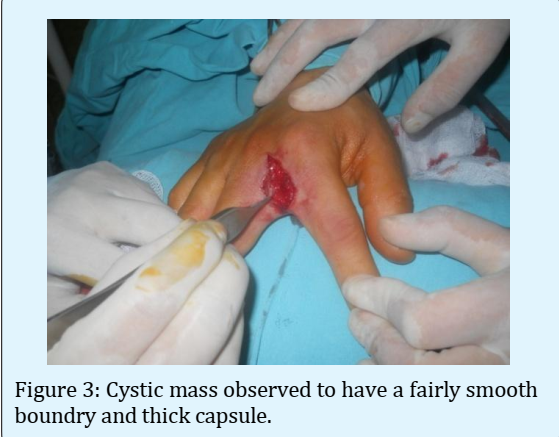 Figure 3: Cystic mass observed to have a fairly smooth
boundry and thick capsule.